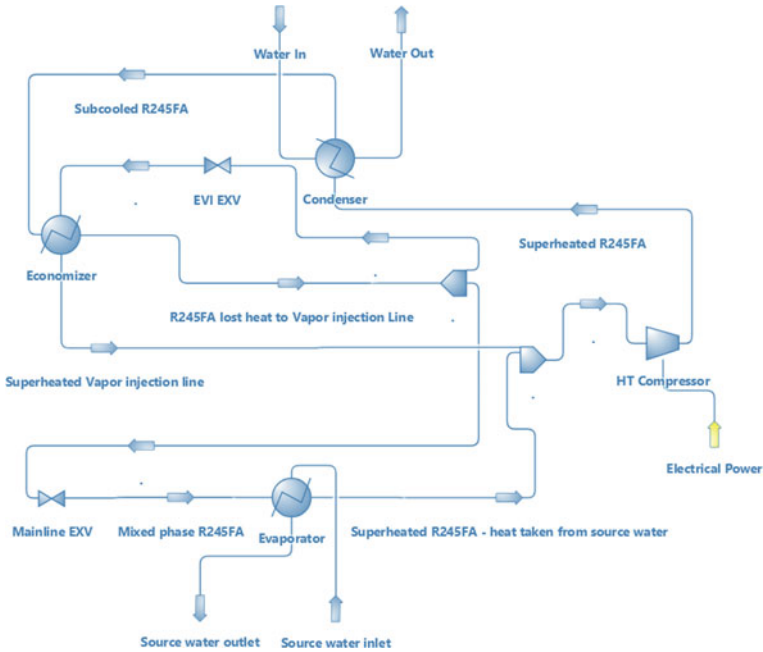 Water In
Water Out
Subcooled R245FA
EVI EXV
Condenser
Superheated R245FA
Economizer
R245FA lost heat to Vapor injection Line
Superheated Vapor injection line
HT Compressor
Electrical Power
Mainline EXV
Mixed phase R245FA
Evaporator
Superheated R245FA - heat taken from source water
Source water outlet
Source water inlet